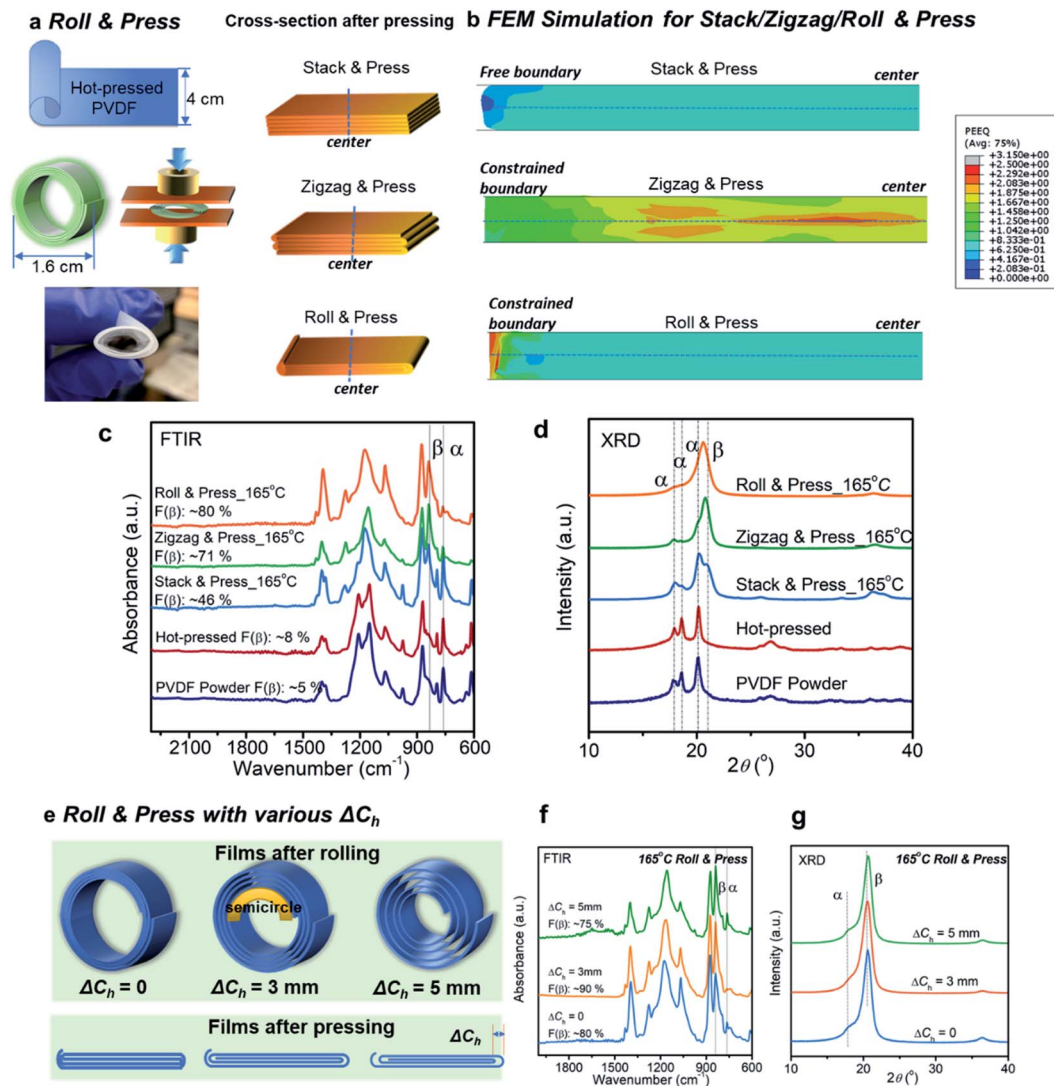 a Roll & Press
Cross-section after pressing
b FEM Simulation for Stack/Zigzag/Roll & Press
Hot-pressed
PVDF
4 cm
1.6 cm
Stack & Press
center
Zigzag & Press
center
Roll & Press
center
Free boundary
Stack & Press
center
Constrained
boundary
Zigzag & Press
center
Constrained
boundary
Roll & Press
center
PEEQ
(Avg: 75%)
+3.150e+00
+2.500e+00
+2.292e+00
+2.083e+00
+1.875e+00
+1.667e+00
+1.458e+00
+1.250e+00
+1.042e+00
+8.333e-01
+6.250e-01
+4.167e-01
+2.083e-01
+0.000e+00
c
FTIR
β α
Roll & Press_165°C
F(β): ~80 %
Zigzag & Press_165°C
F(β): ~71 %
Stack & Press_165°C
F(β): ~46 %
Hot-pressed F(β): ~8 %
PVDF Powder F(β): ~5 %
Absorbance (a.u.)
2100 1800 1500 1200 900 600
Wavenumber (cm⁻¹)
d
XRD
α α α β
Roll & Press_165°C
Zigzag & Press_165°C
Stack & Press_165°C
Hot-pressed
PVDF Powder
Intensity (a.u.)
10 20 30 40
2θ (°)
e Roll & Press with various ΔCh
Films after rolling
semicircle
ΔCh = 0
ΔCh = 3 mm
ΔCh = 5 mm
Films after pressing
ΔCh
f
FTIR
165°C Roll & Press
β α
ΔCh = 5mm
F(β): ~75 %
ΔCh = 3mm
F(β): ~90 %
ΔCh = 0
F(β): ~80 %
Absorbance (a.u.)
1800 1500 1200 900 600
Wavenumber (cm⁻¹)
g
XRD
165°C Roll & Press
α
β
ΔCh = 5 mm
ΔCh = 3 mm
ΔCh = 0
Intensity (a.u.)
10 20 30 40
2θ (°)